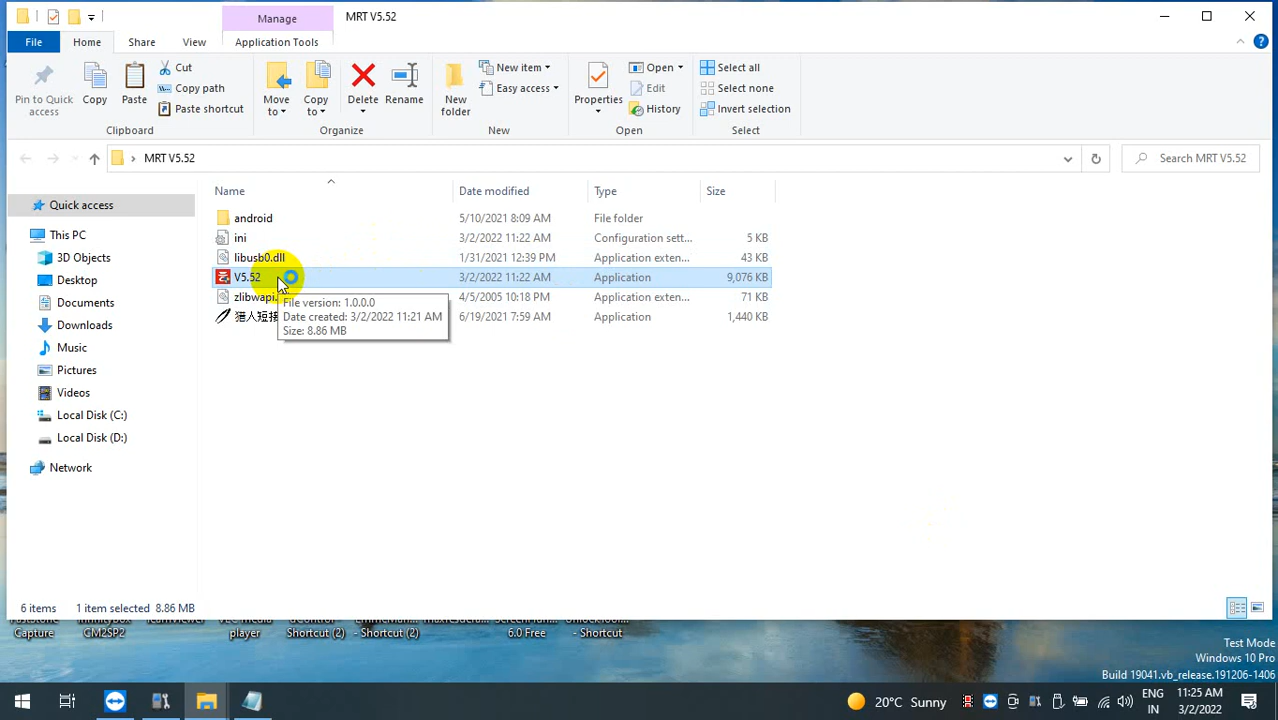 Manage
MRT V5.52
File
Home
Share
View
Application Tools
Pin to Quick access
Copy
Paste
Cut
Copy path
Paste shortcut
Clipboard
Move to
Copy to
Delete
Rename
Organize
New folder
New item
Easy access
New
Properties
Open
Edit
History
Open
Select all
Select none
Invert selection
Select
MRT V5.52
Search MRT V5.52
Quick access
This PC
3D Objects
Desktop
Documents
Downloads
Music
Pictures
Videos
Local Disk (C:)
Local Disk (D:)
Network
Name
Date modified
Type
Size
android 5/10/2021 8:09 AM File folder
ini 3/2/2022 11:22 AM Configuration sett... 5 KB
libusb0.dll 1/31/2021 12:39 PM Application exten... 43 KB
V5.52 3/2/2022 11:22 AM Application 9,076 KB
zlibwapi. 4/5/2005 10:18 PM Application exten... 71 KB
猎人短接 6/19/2021 7:59 AM Application 1,440 KB
File version: 1.0.0.0
Date created: 3/2/2022 11:21 AM
Size: 8.86 MB
6 items 1 item selected 8.86 MB
Capture
CM2SP2
player
Shortcut (2)
- Shortcut (2)
6.0 Free
- Shortcut
Test Mode
Windows 10 Pro
Build 19041.vb_release.191206-1406
20°C Sunny
ENG
IN
11:25 AM
3/2/2022